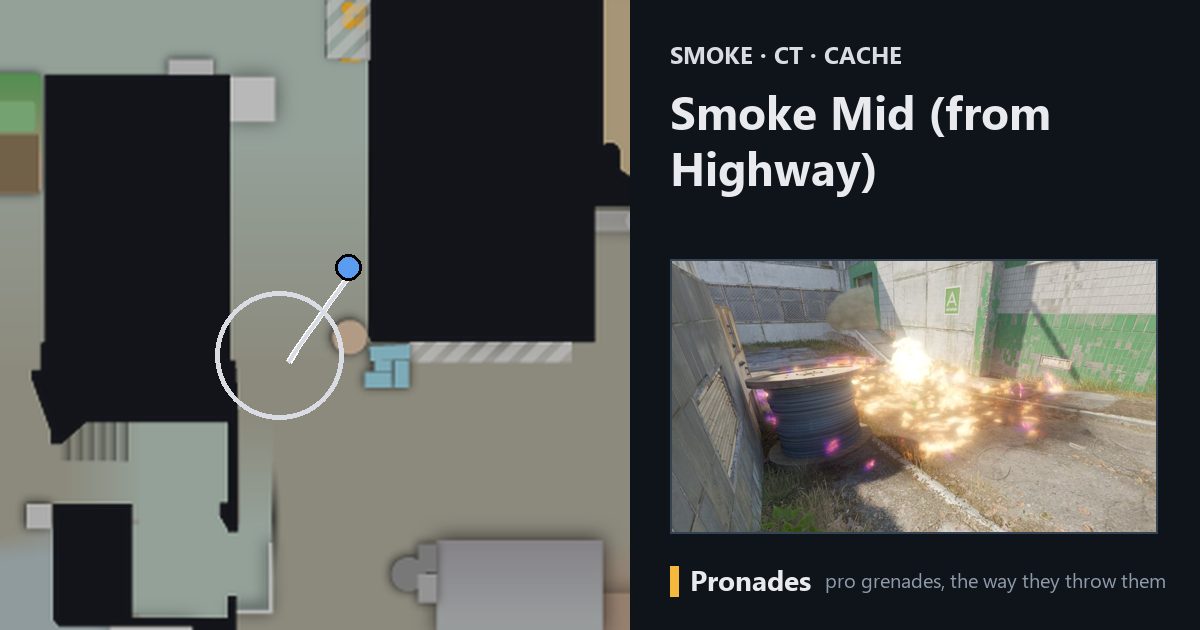 SMOKE · CT · CACHE
Smoke Mid (from
Highway)
A
Pronades pro grenades, the way they throw them